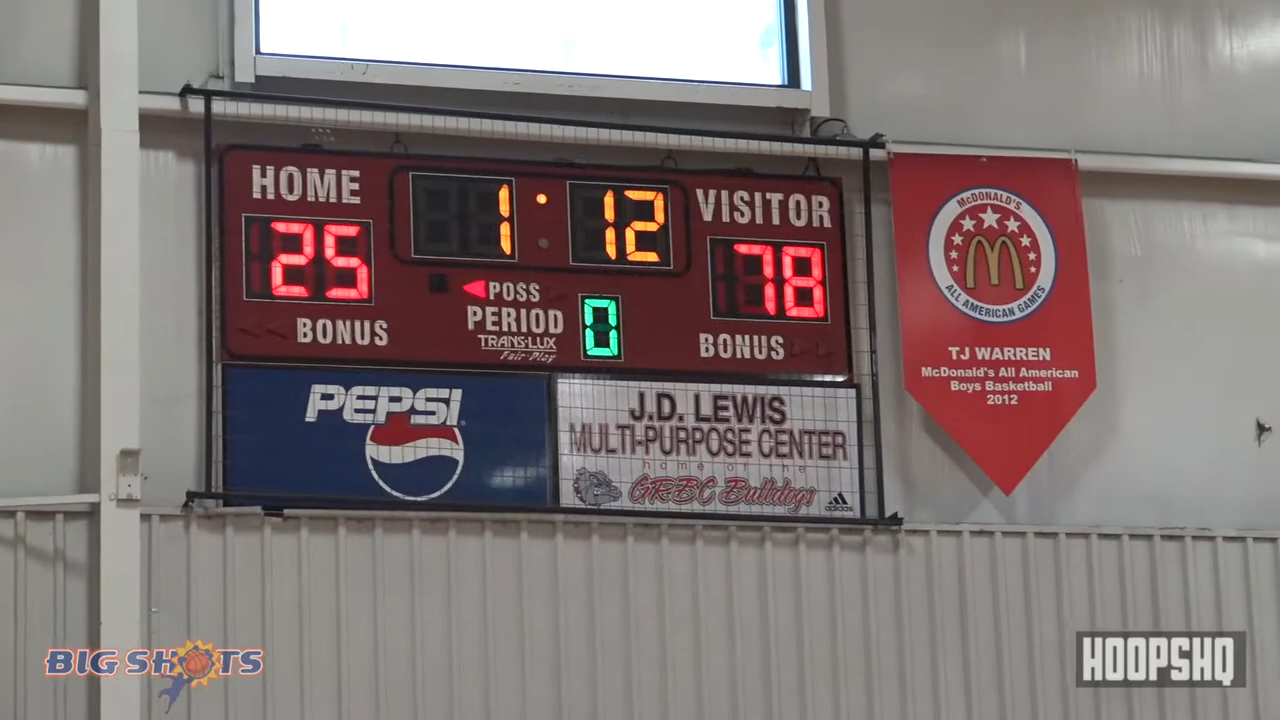 HOME
1:12
VISITOR
25
78
POSS
PERIOD
0
TRANS-LUX
Fair-Play
BONUS
BONUS
PEPSI
J.D. LEWIS
MULTI-PURPOSE CENTER
home of the
GRBC Bulldogs
adidas
McDONALD'S
ALL AMERICAN GAMES
TJ WARREN
McDonald's All American
Boys Basketball
2012
BIG SHOTS
HOOPSHQ